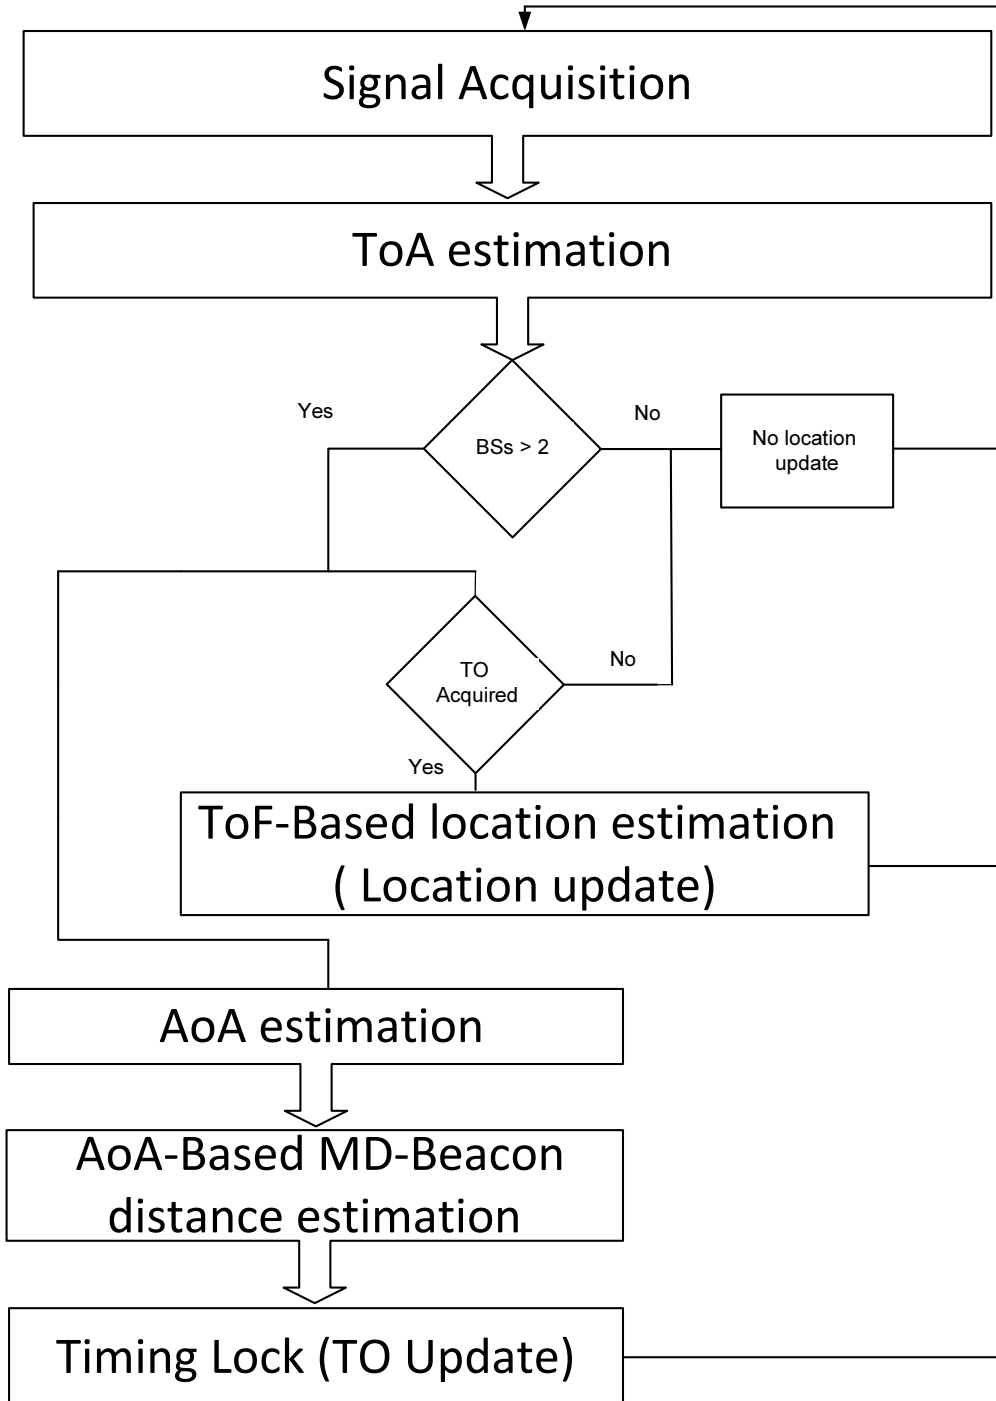 Signal Acquisition
ToA estimation
Yes
No
BSs > 2
No location
update
TO
Acquired
No
Yes
ToF-Based location estimation
( Location update)
AoA estimation
AoA-Based MD-Beacon
distance estimation
Timing Lock (TO Update)